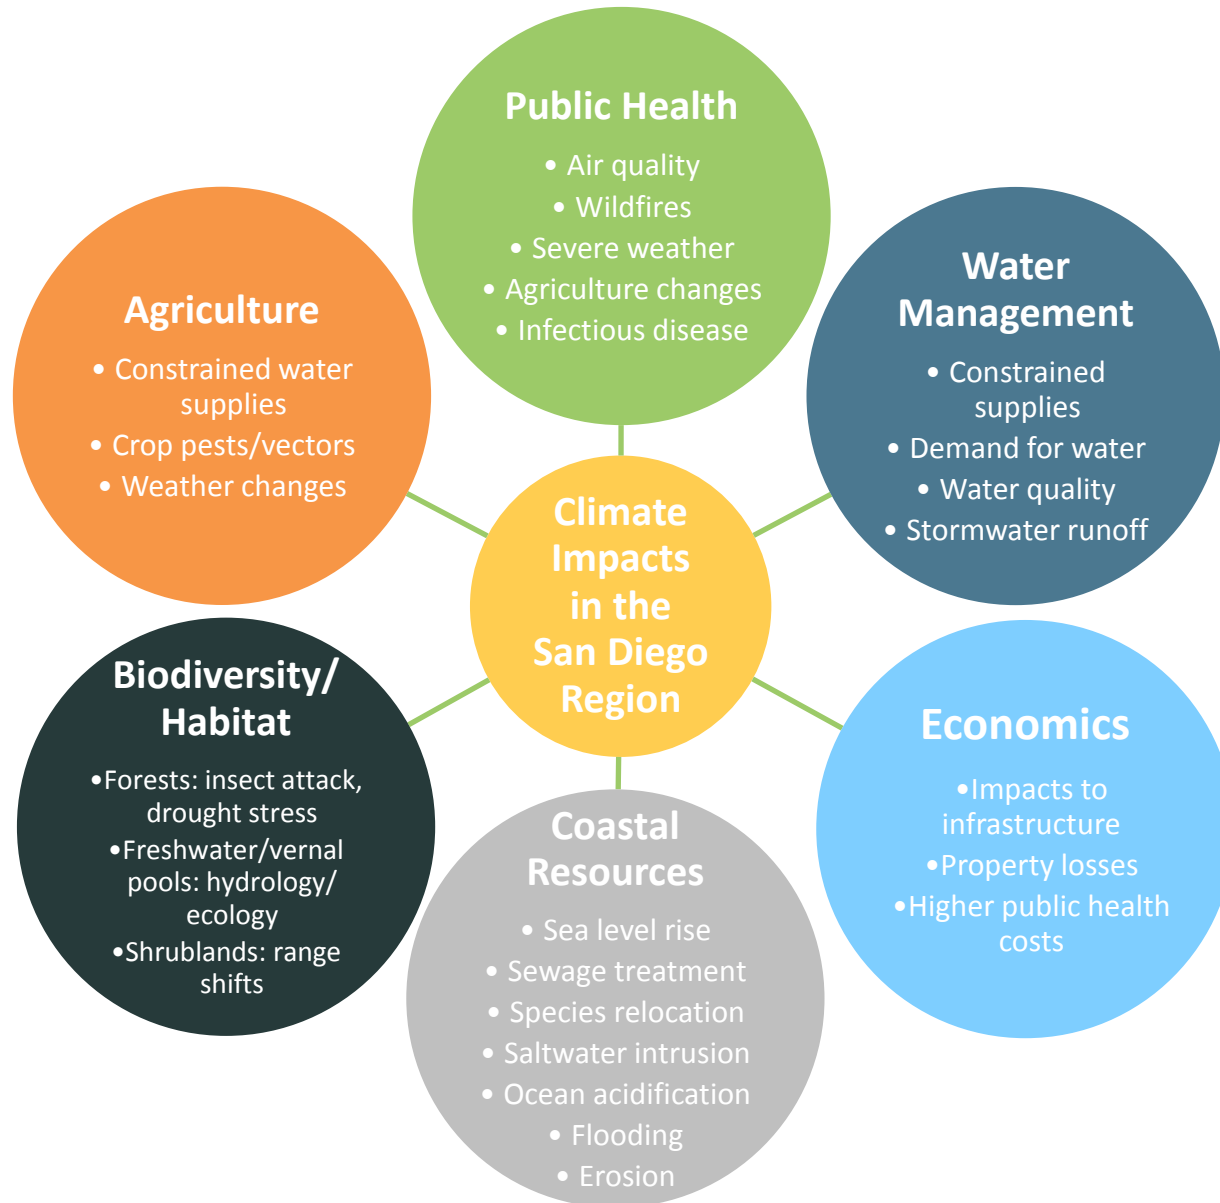 Public Health
• Air quality
• Wildfires
• Severe weather
• Agriculture changes
• Infectious disease
Water
Management
• Constrained
supplies
• Demand for water
• Water quality
• Stormwater runoff
Economics
•Impacts to
infrastructure
•Property losses
•Higher public health
costs
Coastal
Resources
• Sea level rise
• Sewage treatment
• Species relocation
• Saltwater intrusion
• Ocean acidification
• Flooding
• Erosion
Biodiversity/
Habitat
•Forests: insect attack,
drought stress
•Freshwater/vernal
pools: hydrology/
ecology
•Shrublands: range
shifts
Agriculture
• Constrained water
supplies
• Crop pests/vectors
• Weather changes
Climate
Impacts
in the
San Diego
Region